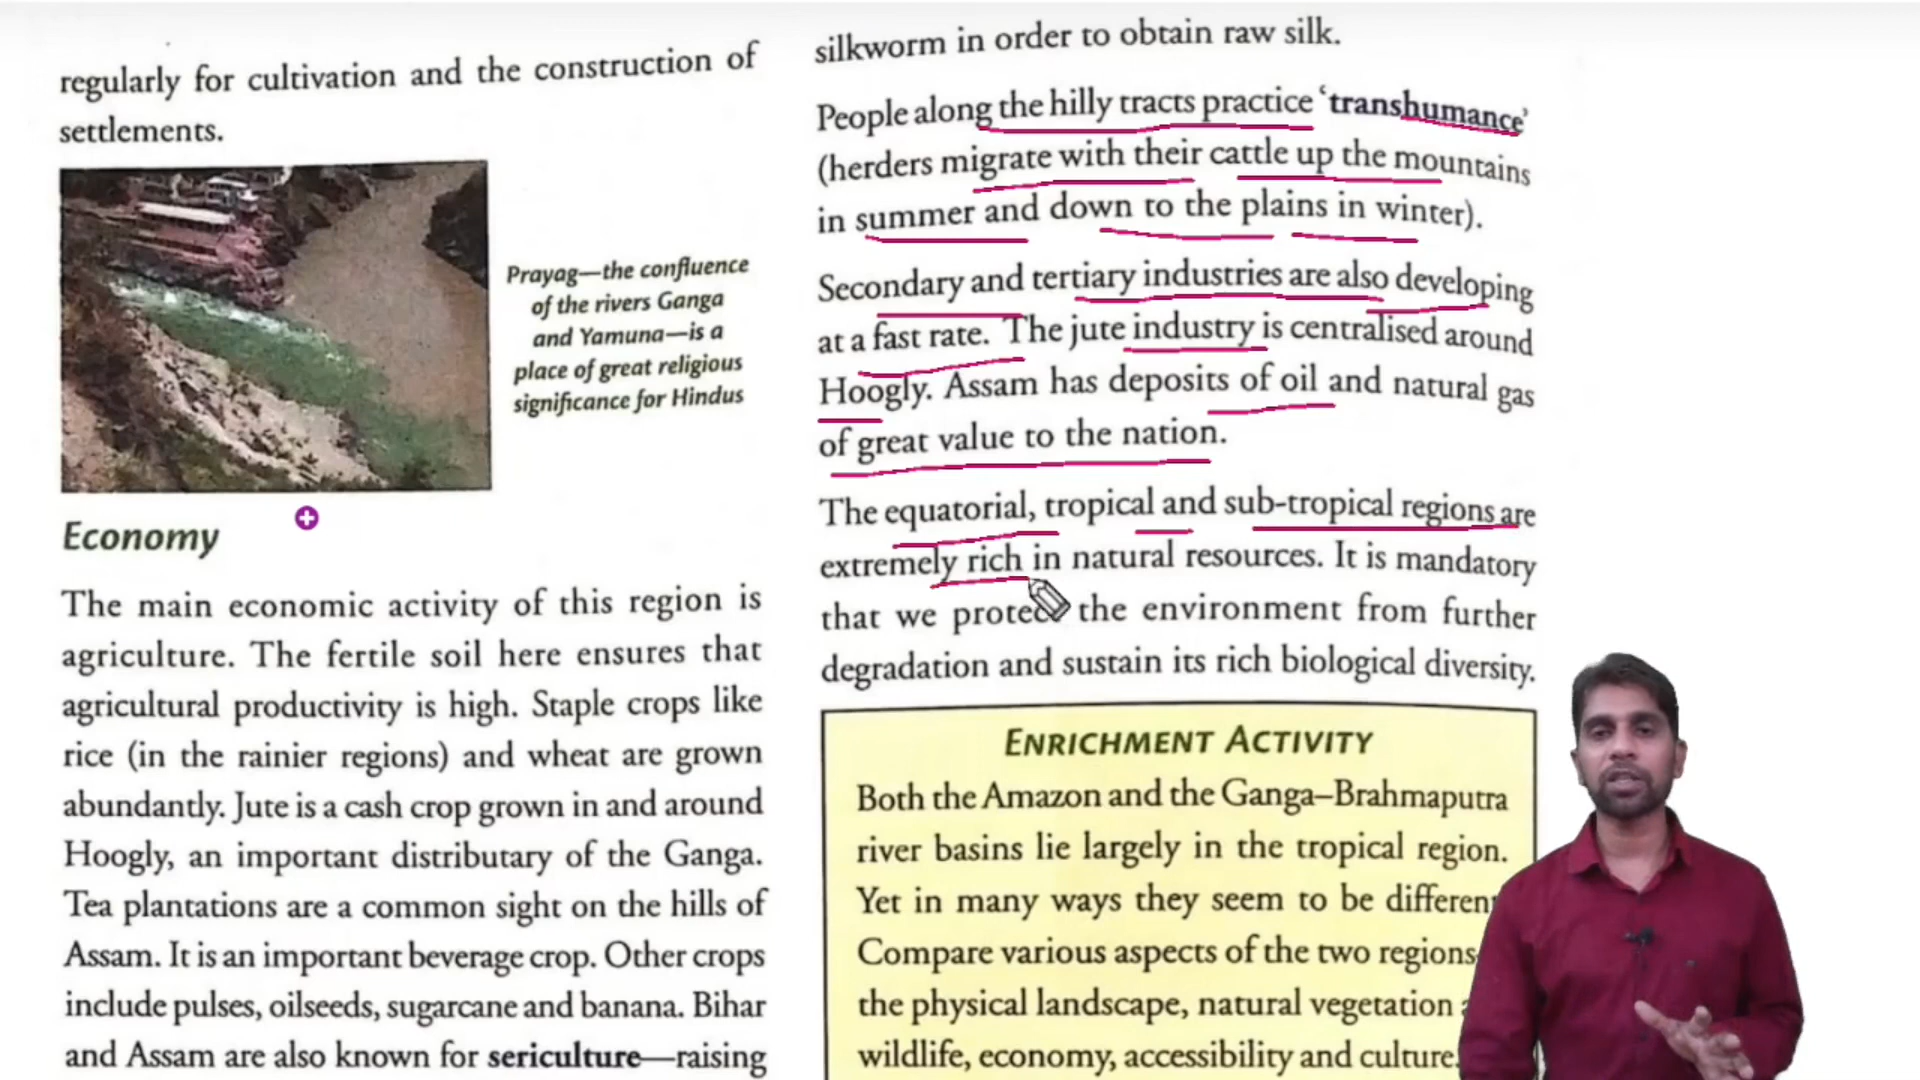 regularly for cultivation and the construction of
settlements.
Prayag—the confluence
of the rivers Ganga
and Yamuna—is a
place of great religious
significance for Hindus
Economy
The main economic activity of this region is
agriculture. The fertile soil here ensures that
agricultural productivity is high. Staple crops like
rice (in the rainier regions) and wheat are grown
abundantly. Jute is a cash crop grown in and around
Hoogly, an important distributary of the Ganga.
Tea plantations are a common sight on the hills of
Assam. It is an important beverage crop. Other crops
include pulses, oilseeds, sugarcane and banana. Bihar
and Assam are also known for sericulture—raising
silkworm in order to obtain raw silk.
People along the hilly tracts practice ‘transhumance’
(herders migrate with their cattle up the mountains
in summer and down to the plains in winter).
Secondary and tertiary industries are also developing
at a fast rate. The jute industry is centralised around
Hoogly. Assam has deposits of oil and natural gas
of great value to the nation.
The equatorial, tropical and sub-tropical regions are
extremely rich in natural resources. It is mandatory
that we protect the environment from further
degradation and sustain its rich biological diversity.
ENRICHMENT ACTIVITY
Both the Amazon and the Ganga–Brahmaputra
river basins lie largely in the tropical region.
Yet in many ways they seem to be different
Compare various aspects of the two regions
the physical landscape, natural vegetation
wildlife, economy, accessibility and culture.